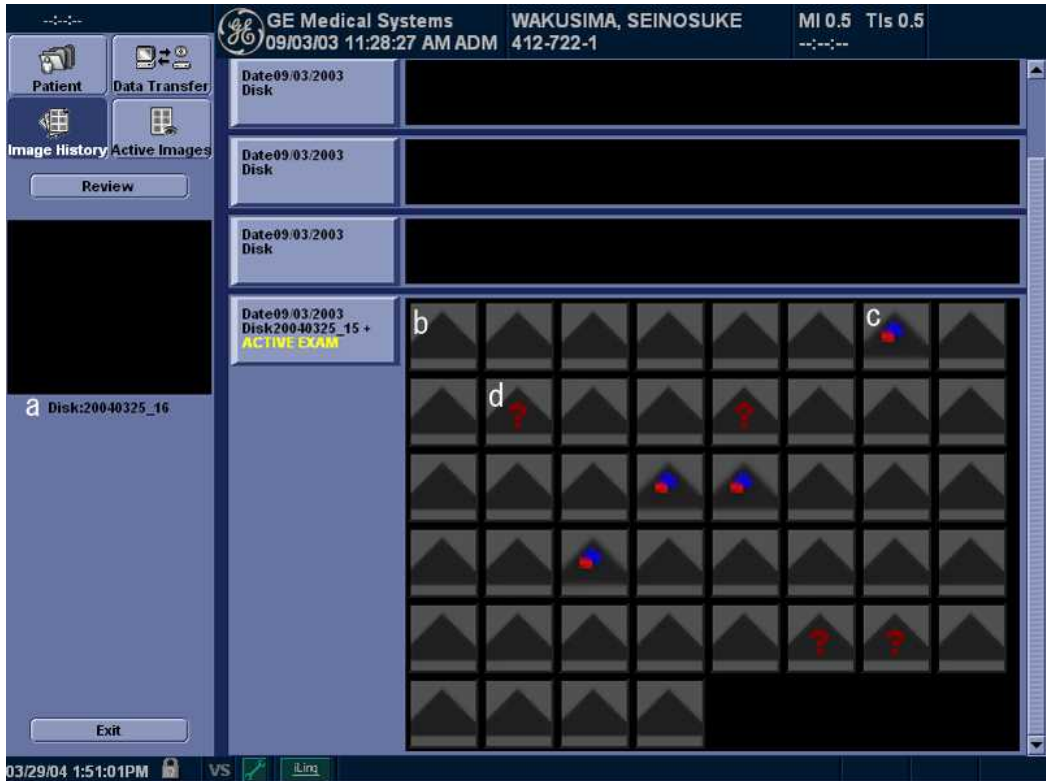 --:--:--
GE Medical Systems
WAKUSIMA, SEINOSUKE
MI 0.5 TIs 0.5
09/03/03 11:28:27 AM ADM
412-722-1
--:--:--
Patient
Data Transfer
Image History
Active Images
Review
Date09/03/2003
Disk
Date09/03/2003
Disk
Date09/03/2003
Disk
Date09/03/2003
Disk20040325_15 +
ACTIVE EXAM
b
c
d
?
?
?
?
a Disk:20040325_16
Exit
03/29/04 1:51:01PM
VS
iLinq